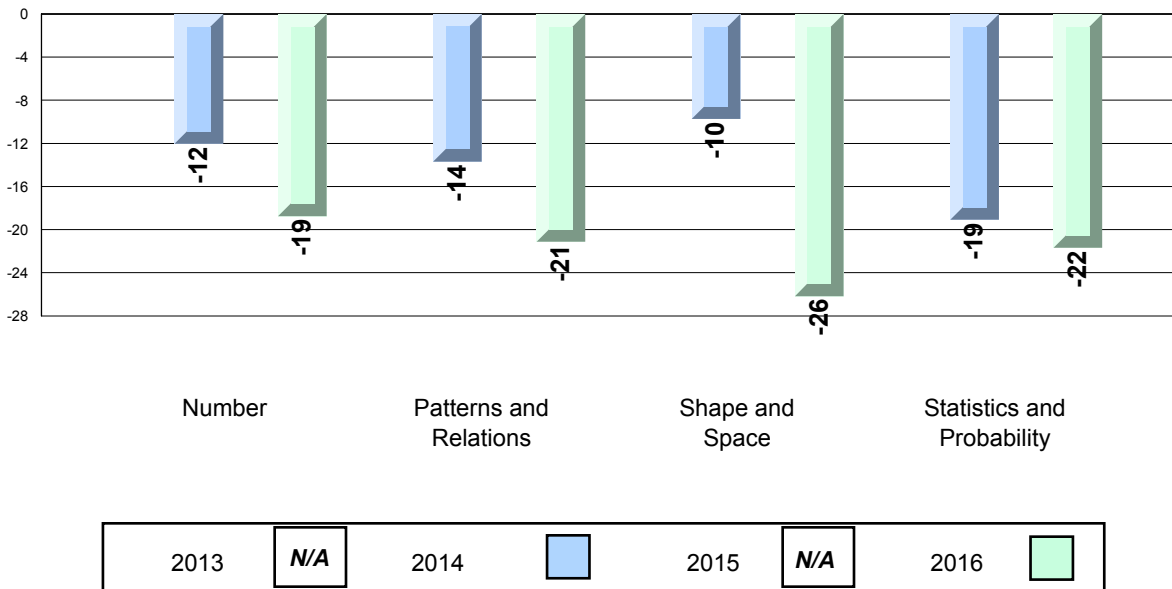 0
-4
-8
-12
-16
-20
-24
-28
-12
-19
-14
-21
-10
-26
-19
-22
Number
Patterns and
Relations
Shape and
Space
Statistics and
Probability
2013 N/A 2014 2015 N/A 2016